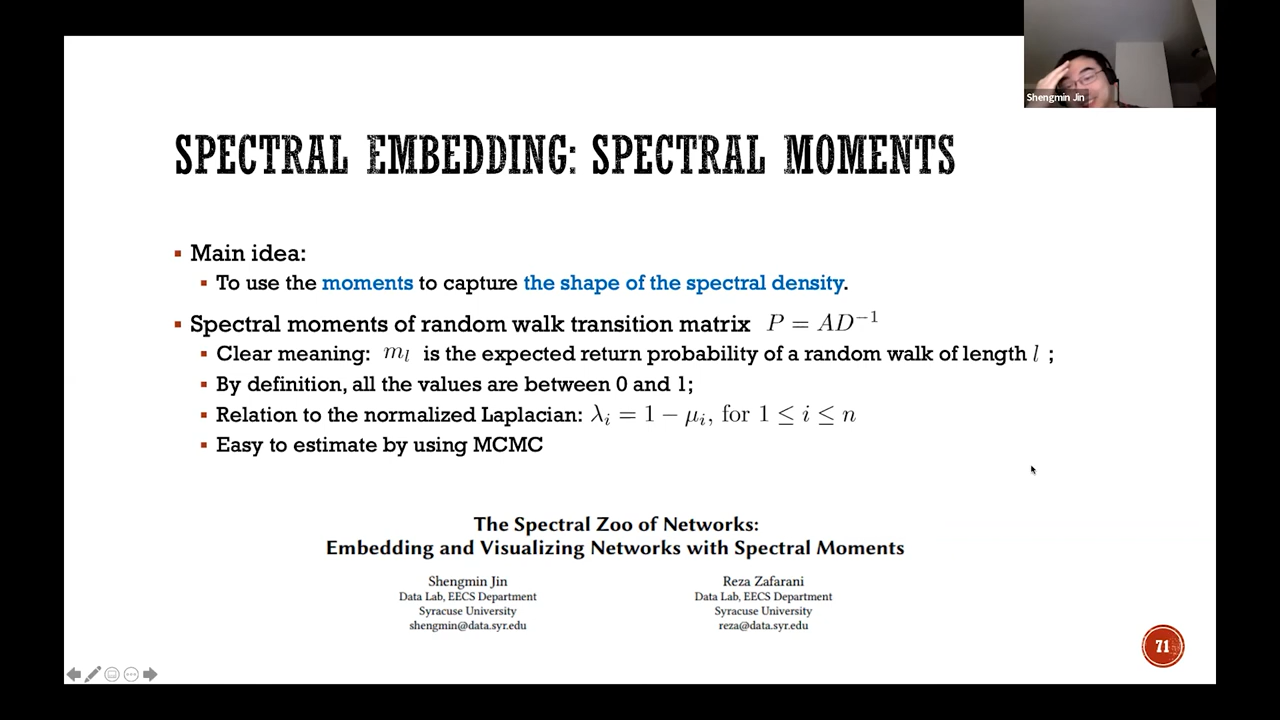 Shengmin Jin
SPECTRAL EMBEDDING: SPECTRAL MOMENTS
▪ Main idea:
▪ To use the moments to capture the shape of the spectral density.
▪ Spectral moments of random walk transition matrix P = AD⁻¹
▪ Clear meaning: mₗ is the expected return probability of a random walk of length l ;
▪ By definition, all the values are between 0 and 1;
▪ Relation to the normalized Laplacian: λᵢ = 1 − μᵢ, for 1 ≤ i ≤ n
▪ Easy to estimate by using MCMC
The Spectral Zoo of Networks:
Embedding and Visualizing Networks with Spectral Moments
Shengmin Jin
Data Lab, EECS Department
Syracuse University
shengmin@data.syr.edu
Reza Zafarani
Data Lab, EECS Department
Syracuse University
reza@data.syr.edu
71